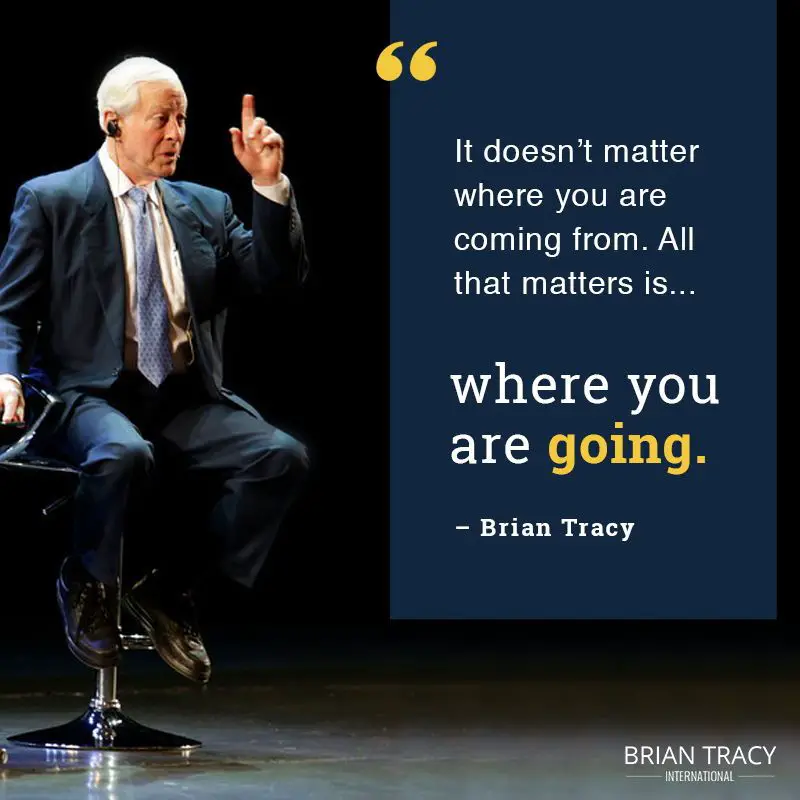 “
It doesn’t matter
where you are
coming from. All
that matters is...
where you
are going.
– Brian Tracy
BRIAN TRACY
INTERNATIONAL